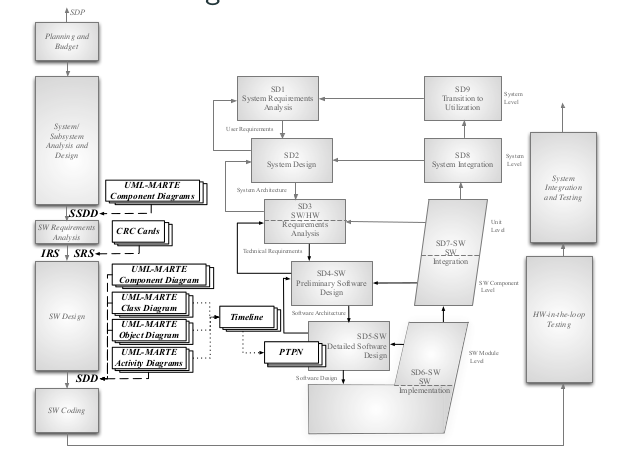 SDP
Planning and
Budget
System/
Subsystem
Analysis and
Design
SSDD
SW Requirements
Analysis
IRS SRS
SW Design
SDD
SW Coding
UML-MARTE
Component Diagrams
CRC Cards
UML-MARTE
Component Diagram
UML-MARTE
Class Diagram
UML-MARTE
Object Diagram
UML-MARTE
Activity Diagrams
Timeline
PTPN
SD1
System Requirements
Analysis
User Requirements
SD2
System Design
System Architecture
SD3
SW/HW
Requirements
Analysis
Technical Requirements
SD4-SW
Preliminary Software
Design
Software Architecture
SD5-SW
Detailed Software
Design
Software Design
SD6-SW
SW
Implementation
SW Module
Level
SD7-SW
SW
Integration
SW Component
Level
Unit
Level
SD8
System Integration
System
Level
SD9
Transition to
Utilization
System
Level
System
Integration
and Testing
HW-in-the-loop
Testing